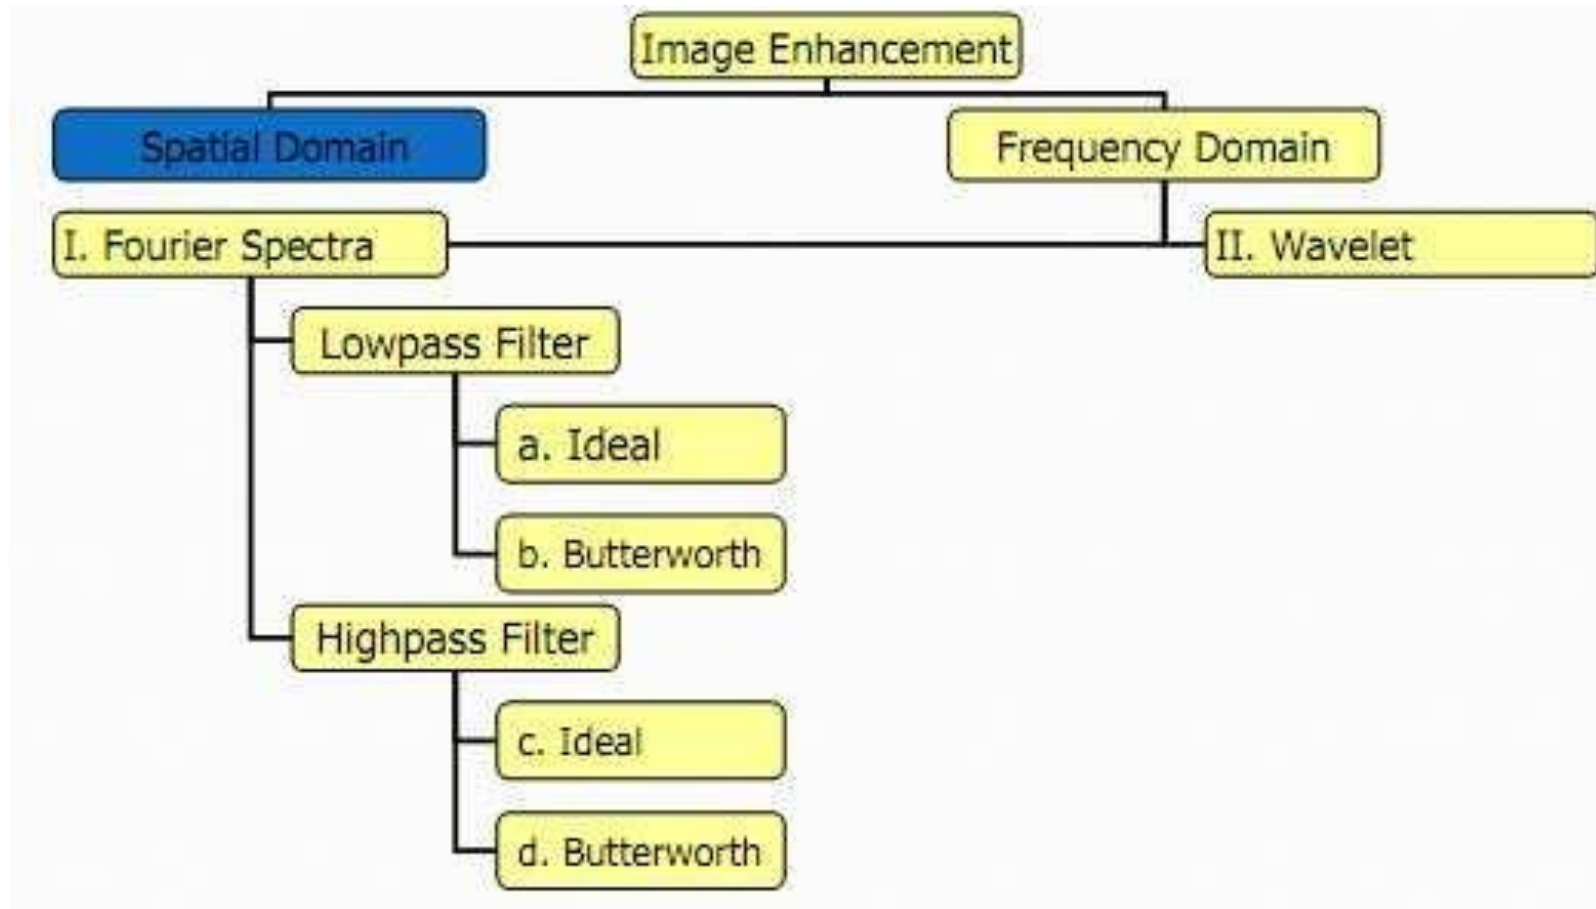 Image Enhancement
Spatial Domain
Frequency Domain
I. Fourier Spectra
II. Wavelet
Lowpass Filter
a. Ideal
b. Butterworth
Highpass Filter
c. Ideal
d. Butterworth